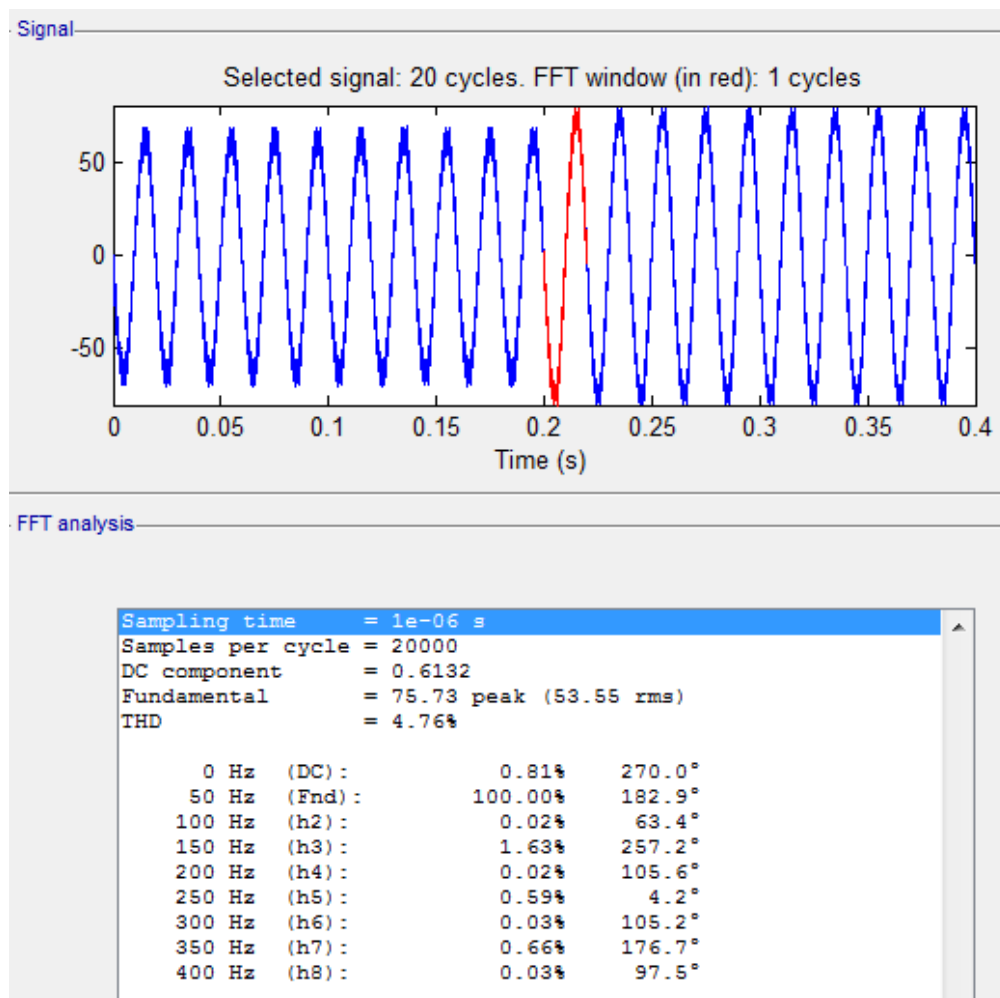 Signal
Selected signal: 20 cycles. FFT window (in red): 1 cycles
50
0
-50
0 0.05 0.1 0.15 0.2 0.25 0.3 0.35 0.4
Time (s)
FFT analysis
Sampling time = 1e-06 s
Samples per cycle = 20000
DC component = 0.6132
Fundamental = 75.73 peak (53.55 rms)
THD = 4.76%
0 Hz (DC): 0.81% 270.0°
50 Hz (Fnd): 100.00% 182.9°
100 Hz (h2): 0.02% 63.4°
150 Hz (h3): 1.63% 257.2°
200 Hz (h4): 0.02% 105.6°
250 Hz (h5): 0.59% 4.2°
300 Hz (h6): 0.03% 105.2°
350 Hz (h7): 0.66% 176.7°
400 Hz (h8): 0.03% 97.5°